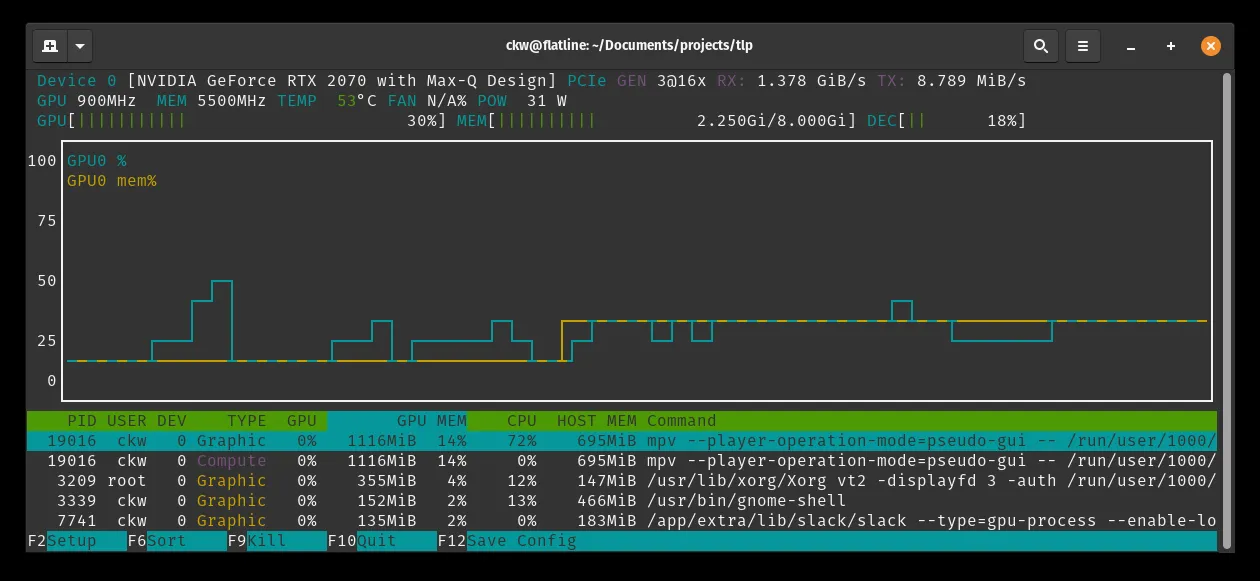 ckw@flatline: ~/Documents/projects/tlp
Device 0 [NVIDIA GeForce RTX 2070 with Max-Q Design] PCIe GEN 3@16x RX: 1.378 GiB/s TX: 8.789 MiB/s
GPU 900MHz MEM 5500MHz TEMP 53°C FAN N/A% POW 31 W
GPU[||||||||||| 30%] MEM[|||||||||| 2.250Gi/8.000Gi] DEC[|| 18%]
100 GPU0 %
GPU0 mem%
75
50
25
0
PID USER DEV TYPE GPU GPU MEM CPU HOST MEM Command
19016 ckw 0 Graphic 0% 1116MiB 14% 72% 695MiB mpv --player-operation-mode=pseudo-gui -- /run/user/1000/
19016 ckw 0 Compute 0% 1116MiB 14% 0% 695MiB mpv --player-operation-mode=pseudo-gui -- /run/user/1000/
3209 root 0 Graphic 0% 355MiB 4% 12% 147MiB /usr/lib/xorg/Xorg vt2 -displayfd 3 -auth /run/user/1000/
3339 ckw 0 Graphic 0% 152MiB 2% 13% 466MiB /usr/bin/gnome-shell
7741 ckw 0 Graphic 0% 135MiB 2% 0% 183MiB /app/extra/lib/slack/slack --type=gpu-process --enable-lo
F2Setup F6Sort F9Kill F10Quit F12Save Config